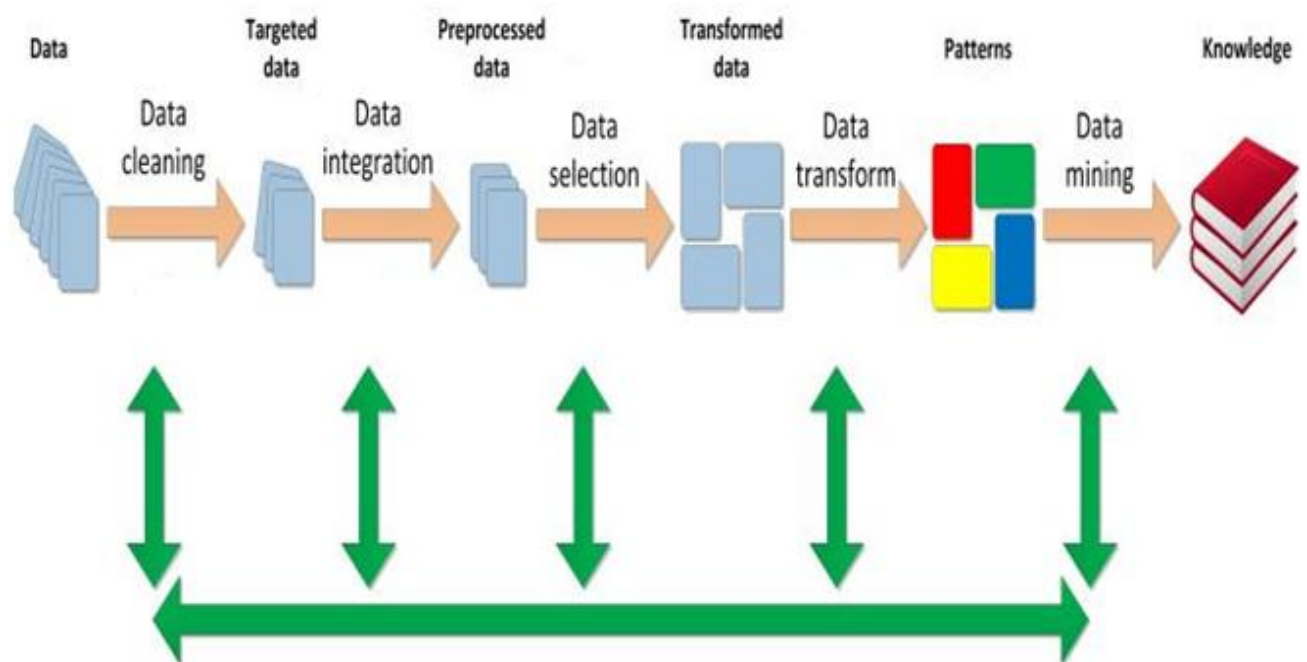 Data
Targeted
data
Preprocessed
data
Transformed
data
Patterns
Knowledge
Data
cleaning
Data
integration
Data
selection
Data
transform
Data
mining